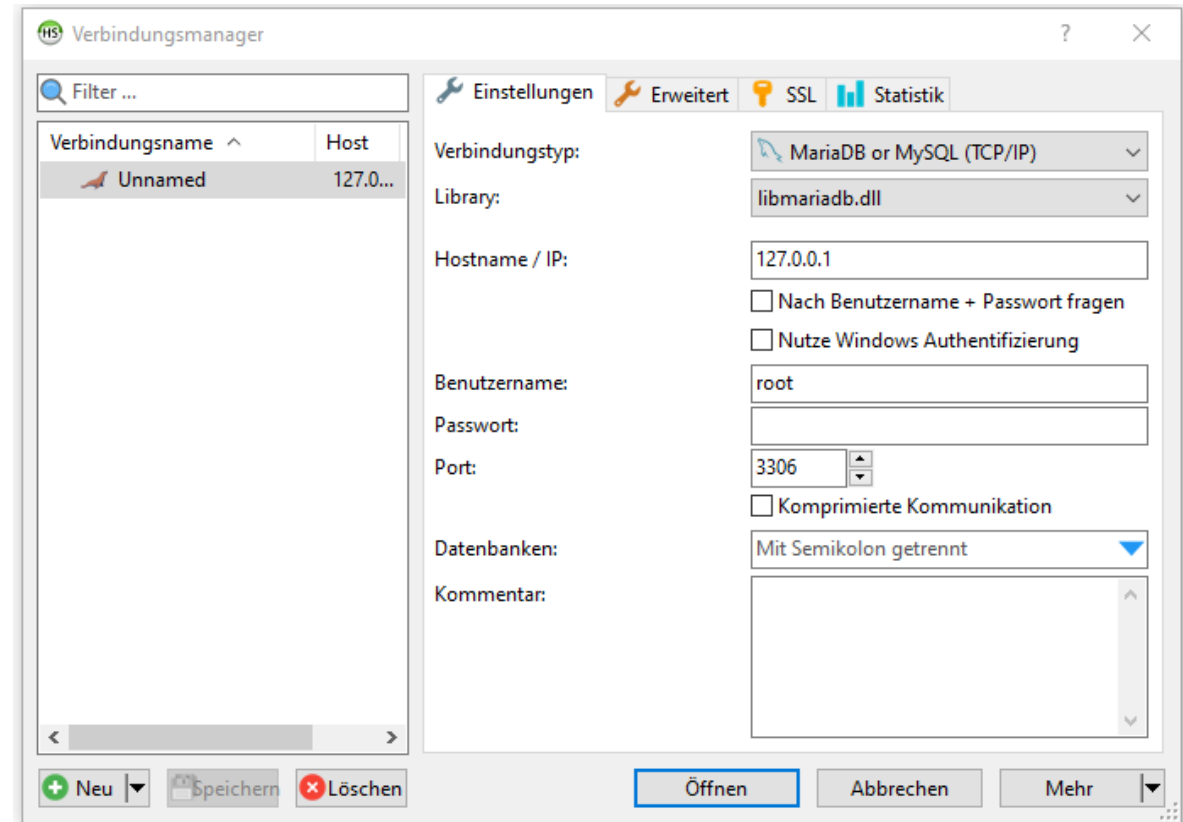 HS Verbindungsmanager ?
Filter ...
Verbindungsname Host
Unnamed 127.0...
Einstellungen Erweitert SSL Statistik
Verbindungstyp: MariaDB or MySQL (TCP/IP)
Library: libmariadb.dll
Hostname / IP: 127.0.0.1
Nach Benutzername + Passwort fragen
Nutze Windows Authentifizierung
Benutzername: root
Passwort:
Port: 3306
Komprimierte Kommunikation
Datenbanken: Mit Semikolon getrennt
Kommentar:
Neu Speichern Löschen Öffnen Abbrechen Mehr